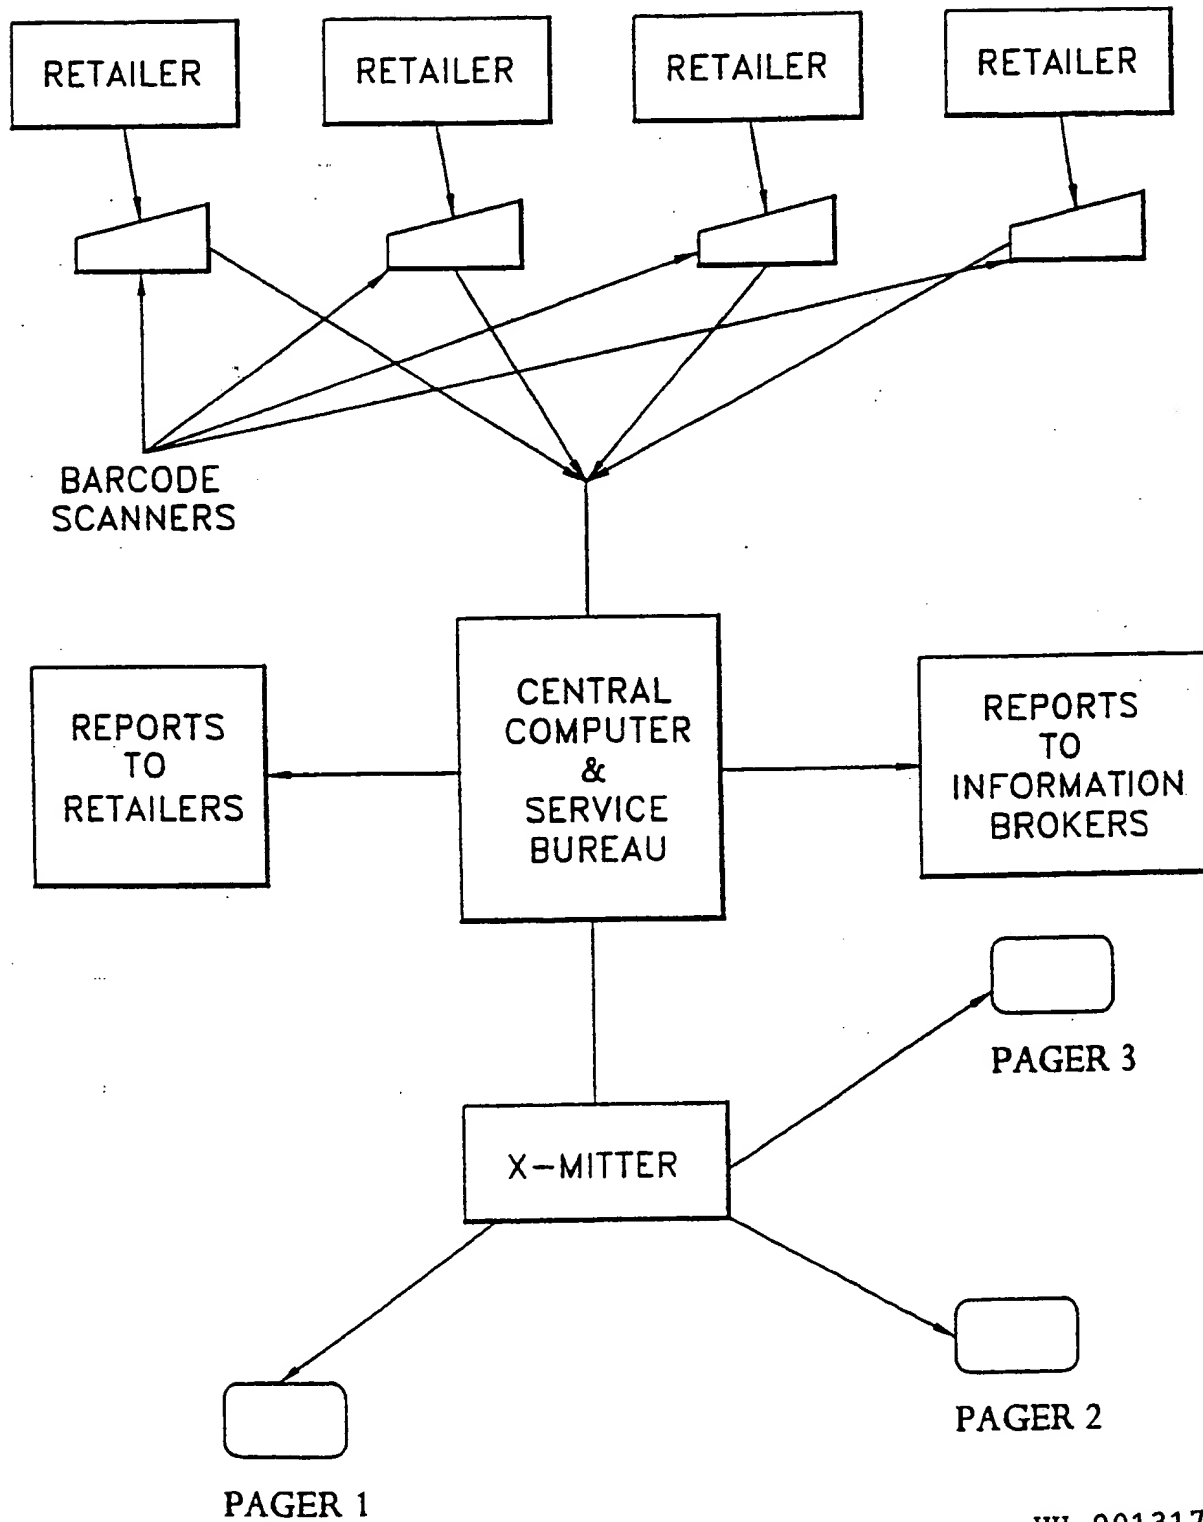 RETAILER
RETAILER
RETAILER
RETAILER
BARCODE
SCANNERS
REPORTS
TO
RETAILERS
CENTRAL
COMPUTER
&
SERVICE
BUREAU
REPORTS
TO
INFORMATION
BROKERS
PAGER 3
X-MITTER
PAGER 2
PAGER 1